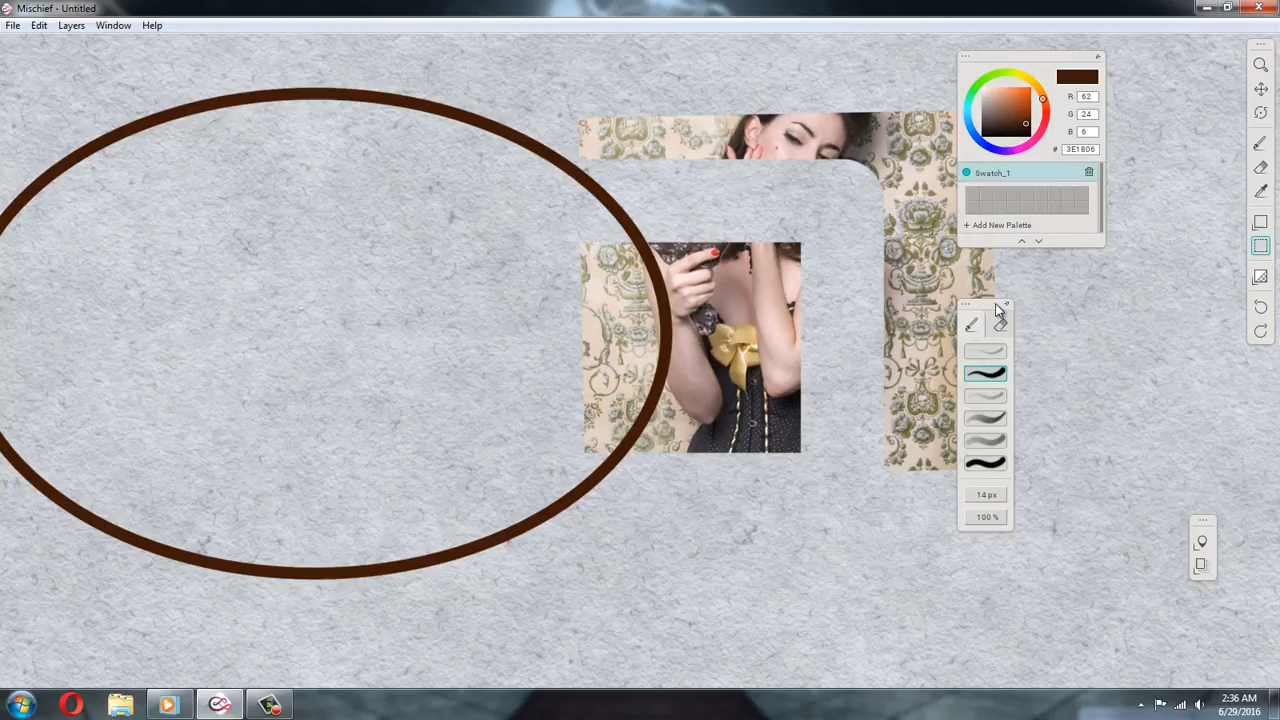 Mischief - Untitled
File Edit Layers Window Help
R 62
G 24
B 6
# 3E1806
Swatch_1
+ Add New Palette
14 px
100 %
2:36 AM
6/29/2016